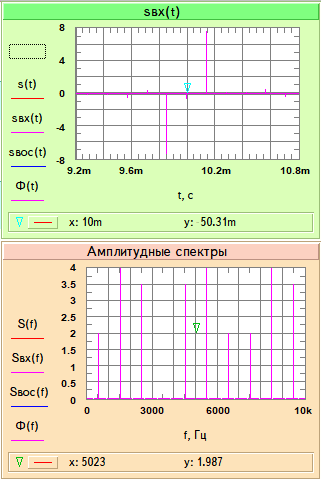 sвх(t)
s(t)
sвх(t)
sвос(t)
Ф(t)
8
4
0
-4
-8
9.2m 9.6m 10.2m 10.8m
t, с
x: 10m y: 50.31m
Амплитудные спектры
S(f)
Sвх(f)
Sвос(f)
Ф(f)
4
3.5
3
2.5
2
1.5
1
0.5
0
0 3000 6000 10k
f, Гц
x: 5023 y: 1.987